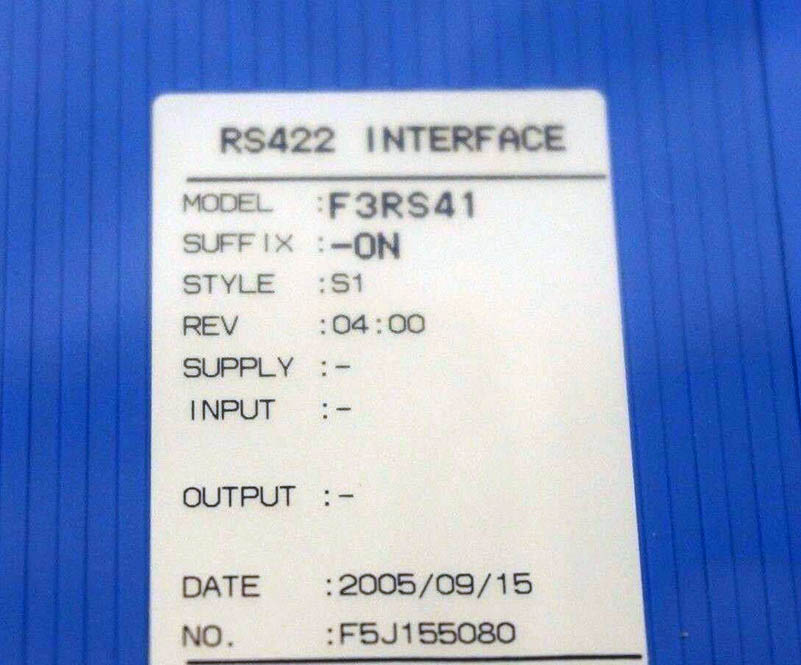 RS422 INTERFACE
MODEL :F3RS41
SUFFIX :-0N
STYLE :S1
REV :04:00
SUPPLY :-
INPUT :-
OUTPUT :-
DATE :2005/09/15
NO. :F5J155080